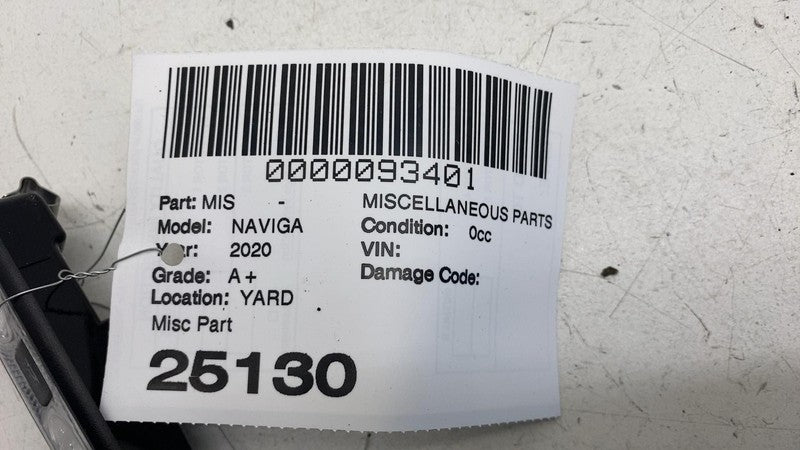 0000093401
Part: MIS - MISCELLANEOUS PARTS
Model: NAVIGA Condition: 0cc
Year: 2020 VIN:
Grade: A+ Damage Code:
Location: YARD
Misc Part
25130